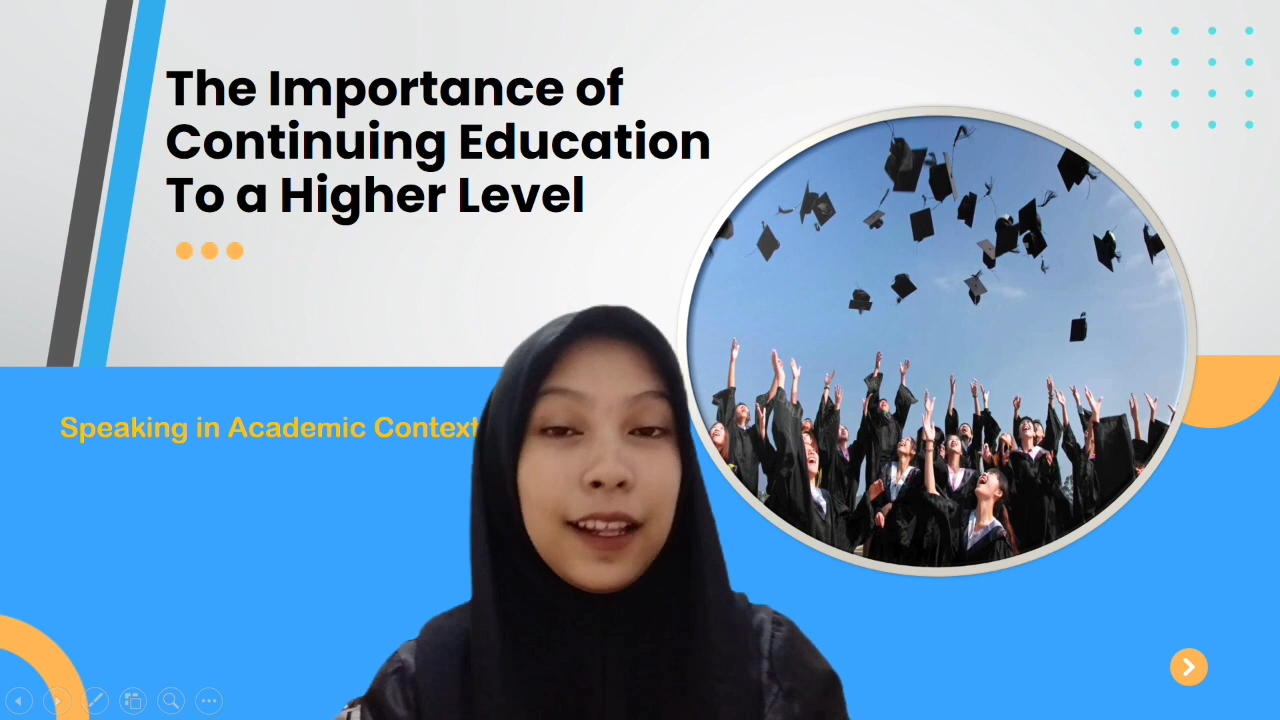 The Importance of
Continuing Education
To a Higher Level
Speaking in Academic Context